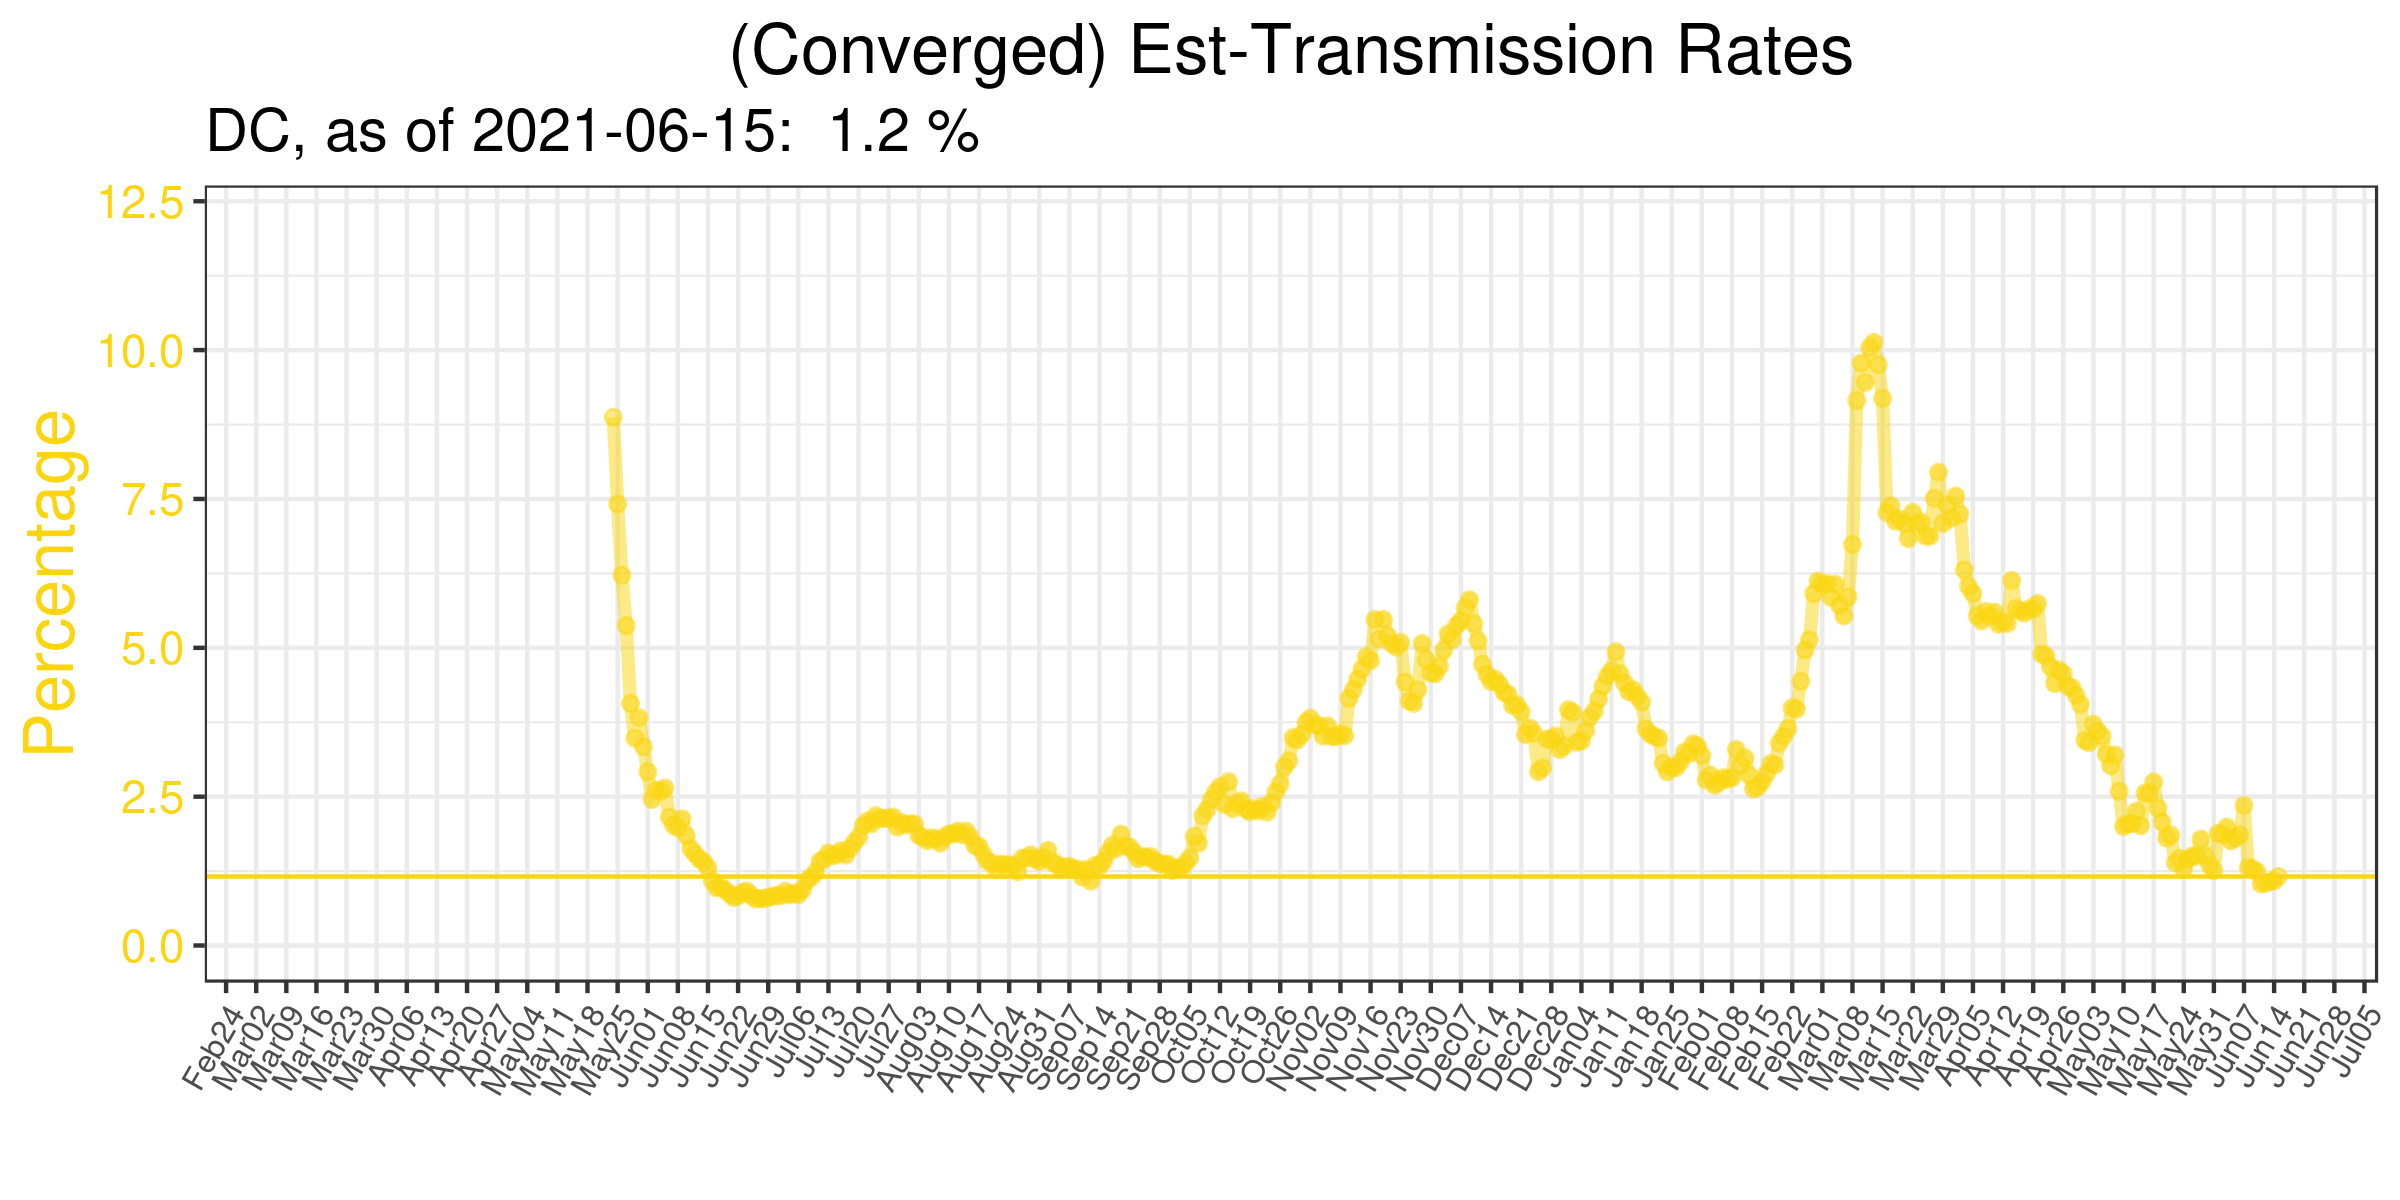 (Converged) Est-Transmission Rates
DC, as of 2021-06-15:  1.2 %
Percentage
12.5
10.0
7.5
5.0
2.5
0.0
Feb24
Mar02
Mar09
Mar16
Mar23
Mar30
Apr06
Apr13
Apr20
Apr27
May04
May11
May18
May25
Jun01
Jun08
Jun15
Jun22
Jun29
Jul06
Jul13
Jul20
Jul27
Aug03
Aug10
Aug17
Aug24
Aug31
Sep07
Sep14
Sep21
Sep28
Oct05
Oct12
Oct19
Oct26
Nov02
Nov09
Nov16
Nov23
Nov30
Dec07
Dec14
Dec21
Dec28
Jan04
Jan11
Jan18
Jan25
Feb01
Feb08
Feb15
Feb22
Mar01
Mar08
Mar15
Mar22
Mar29
Apr05
Apr12
Apr19
Apr26
May03
May10
May17
May24
May31
Jun07
Jun14
Jun21
Jun28
Jul05